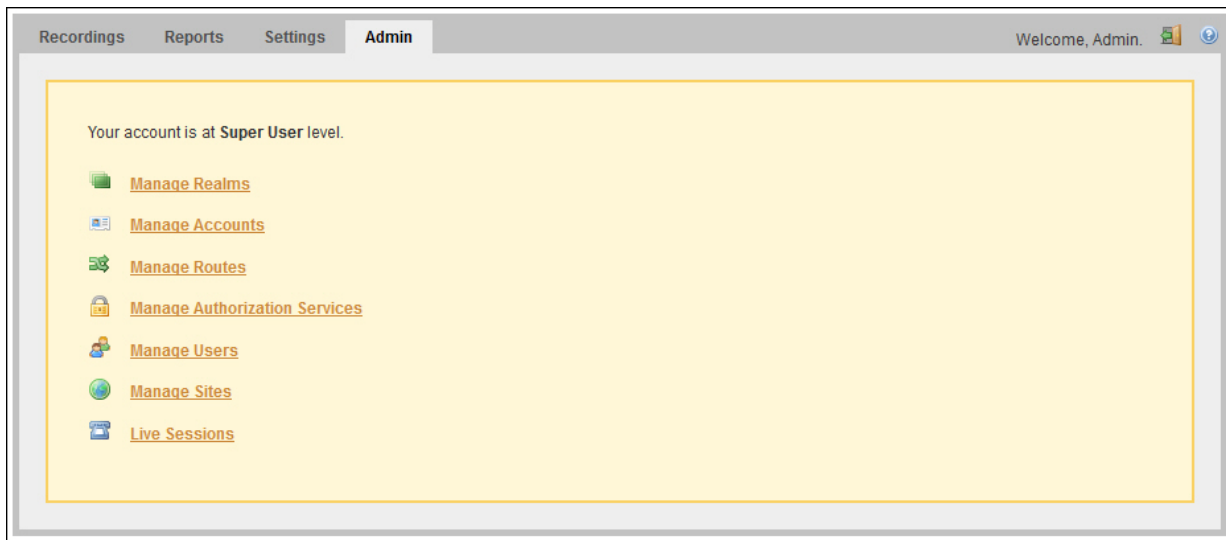 Recordings Reports Settings Admin Welcome, Admin.
Your account is at Super User level.
Manage Realms
Manage Accounts
Manage Routes
Manage Authorization Services
Manage Users
Manage Sites
Live Sessions